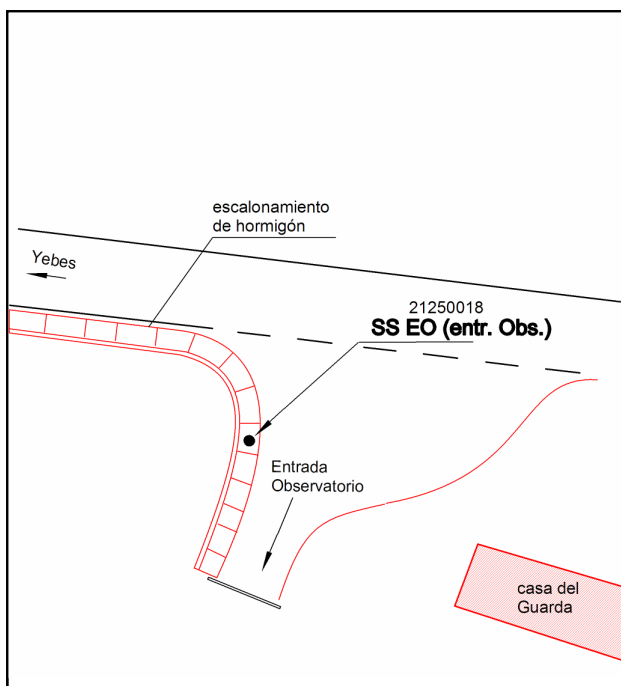 escalonamiento
de hormigón
Yebes
21250018
SS EO (entr. Obs.)
Entrada
Observatorio
casa del
Guarda